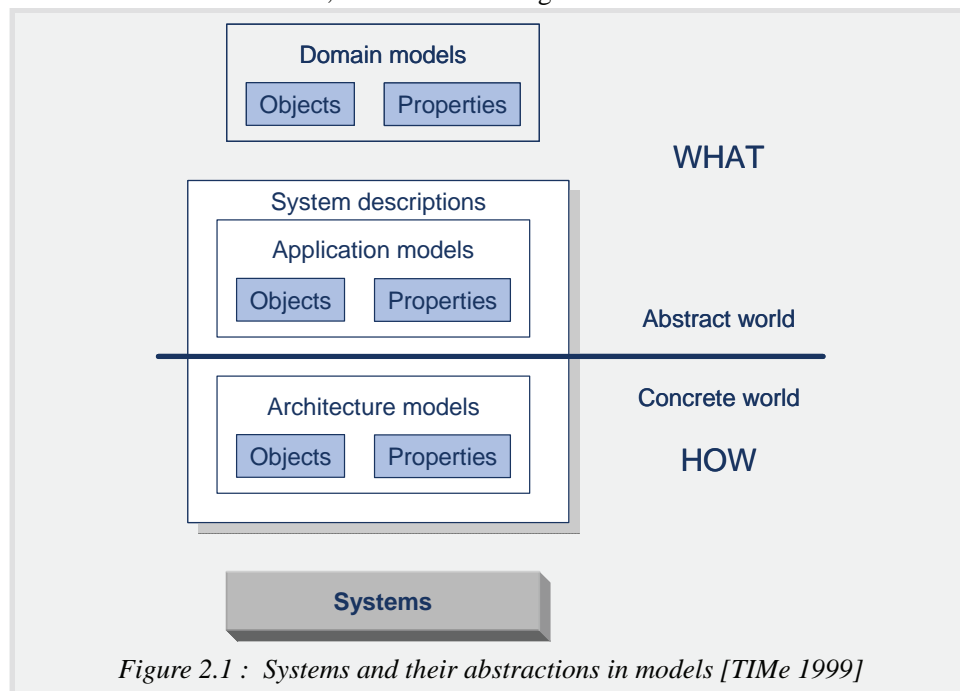 Domain models
Objects Properties
WHAT
System descriptions
Application models
Objects Properties
Abstract world
Concrete world
Architecture models
Objects Properties
HOW
Systems
Figure 2.1 : Systems and their abstractions in models [TIMe 1999]